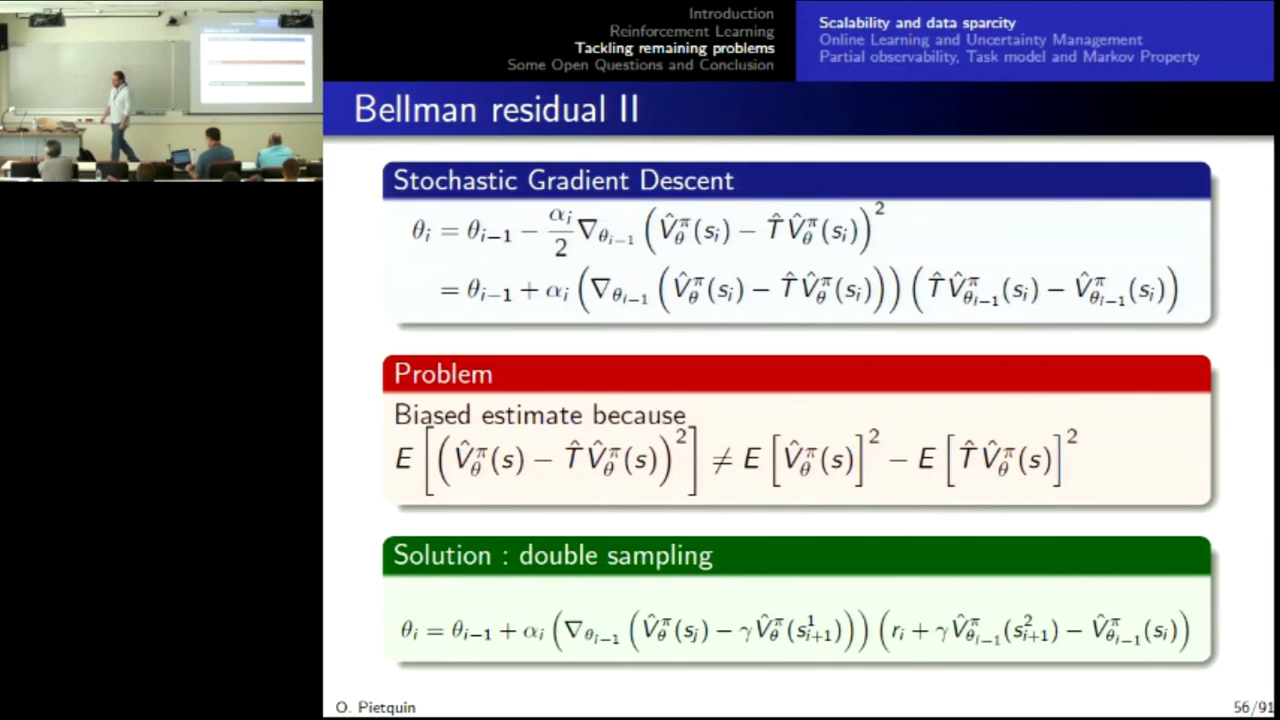 Introduction
Reinforcement Learning
Tackling remaining problems
Some Open Questions and Conclusion
Scalability and data sparcity
Online Learning and Uncertainty Management
Partial observability, Task model and Markov Property
Bellman residual II
Stochastic Gradient Descent
θ_i = θ_{i−1} − α_i/2 ∇_{θ_{i−1}} (V̂_θ^π(s_i) − T̂V̂_θ^π(s_i))²
= θ_{i−1} + α_i (∇_{θ_{i−1}} (V̂_θ^π(s_i) − T̂V̂_θ^π(s_i))) (T̂V̂_{θ_{i−1}}^π(s_i) − V̂_{θ_{i−1}}^π(s_i))
Problem
Biased estimate because
E [(V̂_θ^π(s) − T̂V̂_θ^π(s))²] ≠ E [V̂_θ^π(s)]² − E [T̂V̂_θ^π(s)]²
Solution : double sampling
θ_i = θ_{i−1} + α_i (∇_{θ_{i−1}} (V̂_θ^π(s_i) − γV̂_θ^π(s_{i+1}^1))) (r_i + γV̂_{θ_{i−1}}^π(s_{i+1}^2) − V̂_{θ_{i−1}}^π(s_i))
O. Pietquin
56/91